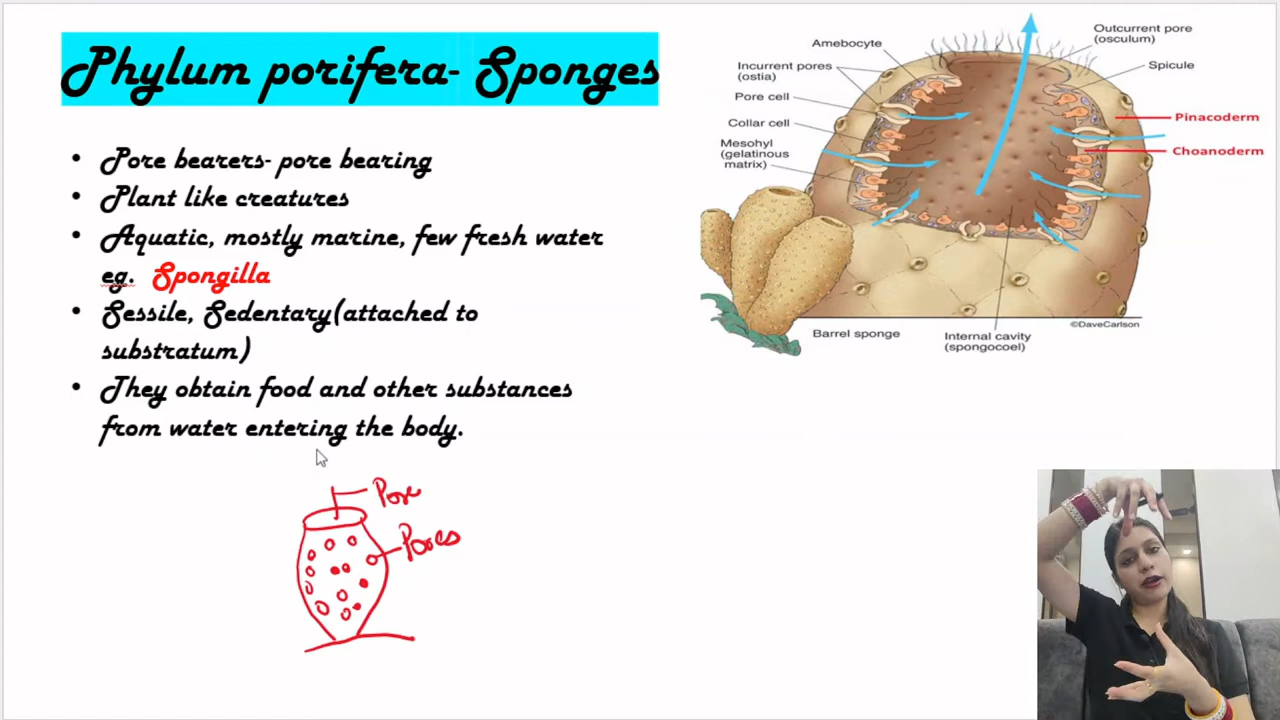 Phylum porifera- Sponges
• Pore bearers- pore bearing
• Plant like creatures
• Aquatic, mostly marine, few fresh water
eg. Spongilla
• Sessile, Sedentary(attached to
substratum)
• They obtain food and other substances
from water entering the body.
Pore
Pores
Amebocyte
Incurrent pores
(ostia)
Pore cell
Collar cell
Mesohyl
(gelatinous
matrix)
Outcurrent pore
(osculum)
Spicule
Pinacoderm
Choanoderm
Barrel sponge
Internal cavity
(spongocoel)
©DaveCarlson